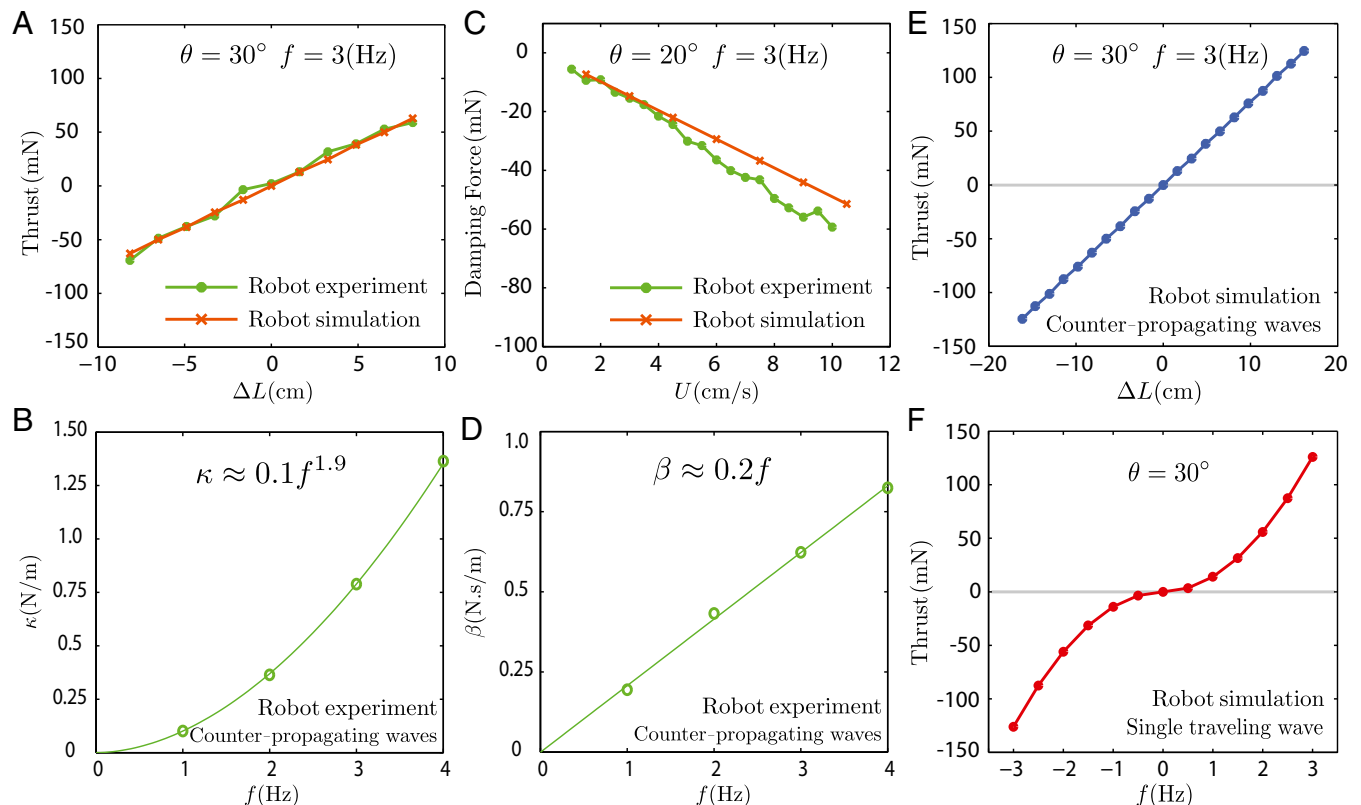 A
θ = 30° f = 3(Hz)
150
100
50
0
-50
-100
-150
Thrust (mN)
Robot experiment
Robot simulation
−10
−5
0
5
10
ΔL(cm)
B
κ ≈ 0.1f^1.9
1.50
1.25
1.0
0.75
0.5
0.25
0
κ(N/m)
Robot experiment
Counter-propagating waves
0
1
2
3
4
f(Hz)
C
θ = 20° f = 3(Hz)
0
-20
-40
-60
-80
-100
Damping Force(mN)
Robot experiment
Robot simulation
0
2
4
6
8
10
12
U(cm/s)
D
β ≈ 0.2f
1.0
0.75
0.5
0.25
0
β(N.s/m)
Robot experiment
Counter-propagating waves
0
1
2
3
4
f(Hz)
E
θ = 30° f = 3(Hz)
150
100
50
0
-50
-100
-150
Thrust (mN)
Robot simulation
Counter-propagating waves
−20
−10
0
10
20
ΔL(cm)
F
θ = 30°
150
100
50
0
-50
-100
-150
Thrust (mN)
Robot simulation
Single traveling wave
−3
−2
−1
0
1
2
3
f(Hz)